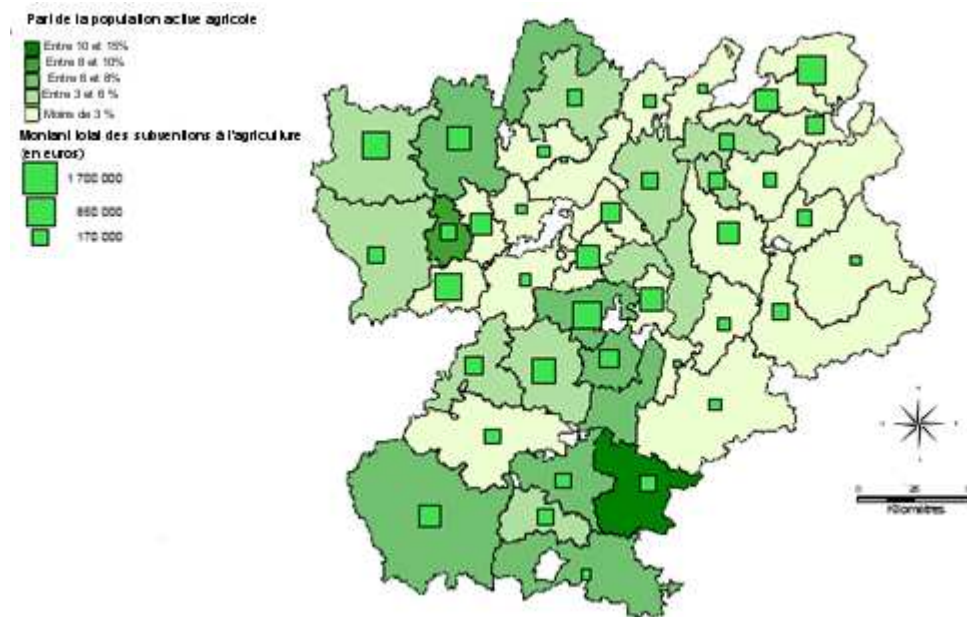 Part de la population active agricole
Entre 10 et 15%
Entre 8 et 10%
Entre 6 et 8%
Entre 3 et 6 %
Moins de 3 %
Montant total des subventions à l'agriculture
(en euros)
1 700 000
850 000
170 000
0 25
Kilomètres